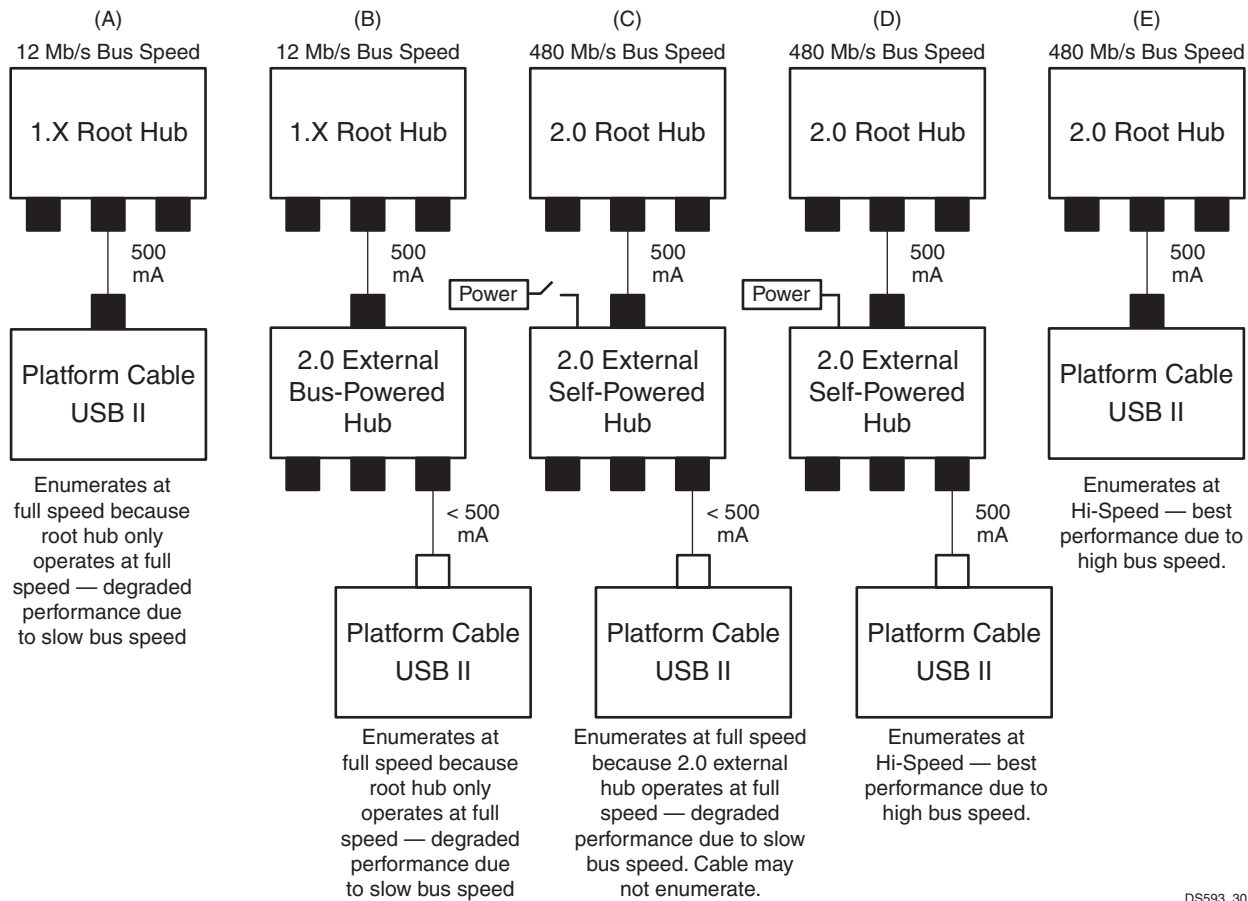 (A)
12 Mb/s Bus Speed
1.X Root Hub
500
mA
Platform Cable
USB II
Enumerates at
full speed because
root hub only
operates at full
speed — degraded
performance due
to slow bus speed
(B)
12 Mb/s Bus Speed
1.X Root Hub
500
mA
2.0 External
Bus-Powered
Hub
< 500
mA
Platform Cable
USB II
Enumerates at
full speed because
root hub only
operates at full
speed — degraded
performance due
to slow bus speed
(C)
480 Mb/s Bus Speed
2.0 Root Hub
500
mA
Power
2.0 External
Self-Powered
Hub
< 500
mA
Platform Cable
USB II
Enumerates at full speed
because 2.0 external
hub operates at full
speed — degraded
performance due to slow
bus speed. Cable may
not enumerate.
(D)
480 Mb/s Bus Speed
2.0 Root Hub
500
mA
Power
2.0 External
Self-Powered
Hub
500
mA
Platform Cable
USB II
Enumerates at
Hi-Speed — best
performance due to
high bus speed.
(E)
480 Mb/s Bus Speed
2.0 Root Hub
500
mA
Platform Cable
USB II
Enumerates at
Hi-Speed — best
performance due to
high bus speed.
DS593_30